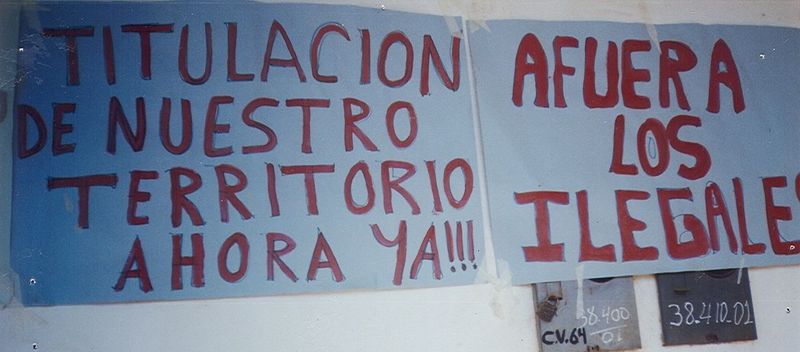 TITULACION
DE NUESTRO
TERRITORIO
AHORA YA!!!
AFUERA
LOS
ILEGALES
38.400
01
C.V.64
38.410.01